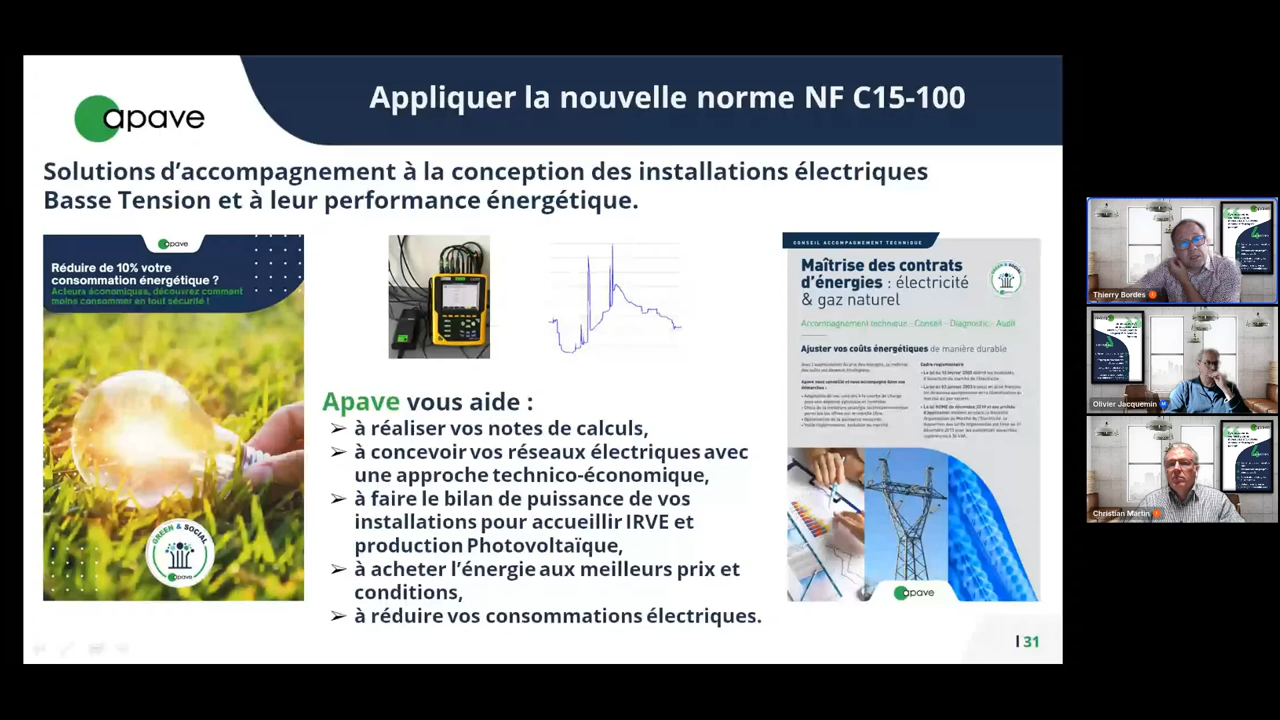 Appliquer la nouvelle norme NF C15-100
apave
Solutions d'accompagnement à la conception des installations électriques
Basse Tension et à leur performance énergétique.
apave
Réduire de 10% votre
consommation énergétique ?
Acteurs économiques, découvrez comment
moins consommer en tout sécurité !
GREEN & SOCIAL
apave
Apave vous aide :
➢ à réaliser vos notes de calculs,
➢ à concevoir vos réseaux électriques avec
une approche technico-économique,
➢ à faire le bilan de puissance de vos
installations pour accueillir IRVE et
production Photovoltaïque,
➢ à acheter l'énergie aux meilleurs prix et
conditions,
➢ à réduire vos consommations électriques.
CONSEIL ACCOMPAGNEMENT TECHNIQUE
Maîtrise des contrats
d'énergies : électricité
& gaz naturel
Accompagnement technique - Conseil - Diagnostic - Audit
Ajuster vos coûts énergétiques de manière durable
Cadre réglementaire
apave
31
apave
Thierry Bordes
Olivier Jacquemin
Christian Martin